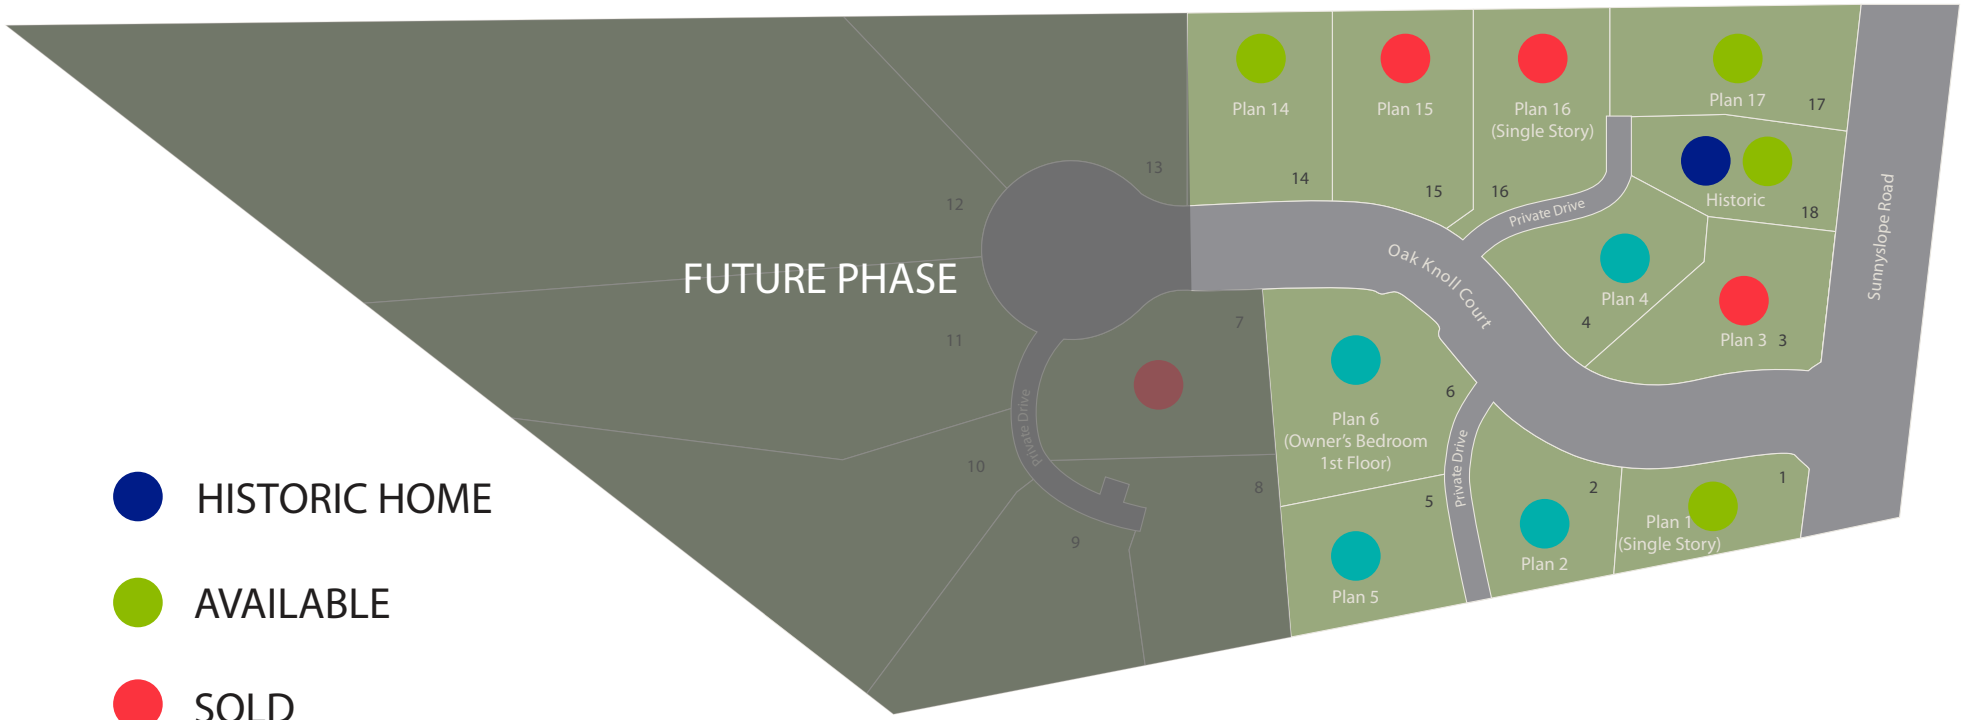 Plan 14
Plan 15
Plan 16
(Single Story)
Plan 17
17
13
14
15
16
12
Private Drive
Historic
18
Sunnyslope Road
FUTURE PHASE
Oak Knoll Court
Plan 4
4
Plan 3
3
7
11
6
Plan 6
(Owner's Bedroom
1st Floor)
Private Drive
Private Drive
10
8
5
2
1
9
Plan 5
Plan 2
Plan 1
(Single Story)
HISTORIC HOME
AVAILABLE
SOLD